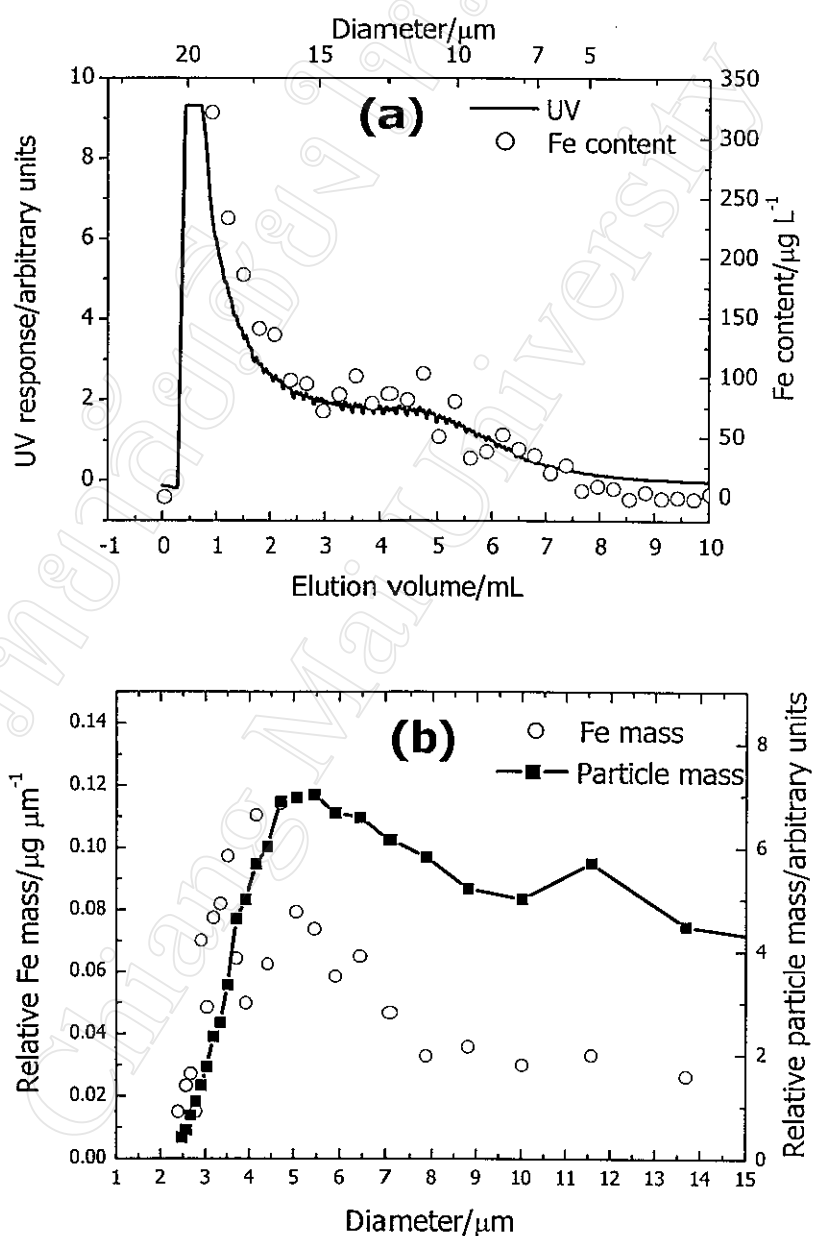 Diameter/μm
20 15 10 7 5
(a)
UV
Fe content
10
8
6
4
2
0
UV response/arbitrary units
350
300
250
200
150
100
50
0
Fe content/μg L⁻¹
-1 0 1 2 3 4 5 6 7 8 9 10
Elution volume/mL
(b)
Fe mass
Particle mass
0.14
0.12
0.10
0.08
0.06
0.04
0.02
0.00
Relative Fe mass/μg μm⁻¹
8
6
4
2
0
Relative particle mass/arbitrary units
1 2 3 4 5 6 7 8 9 10 11 12 13 14 15
Diameter/μm
Chiang Mai University